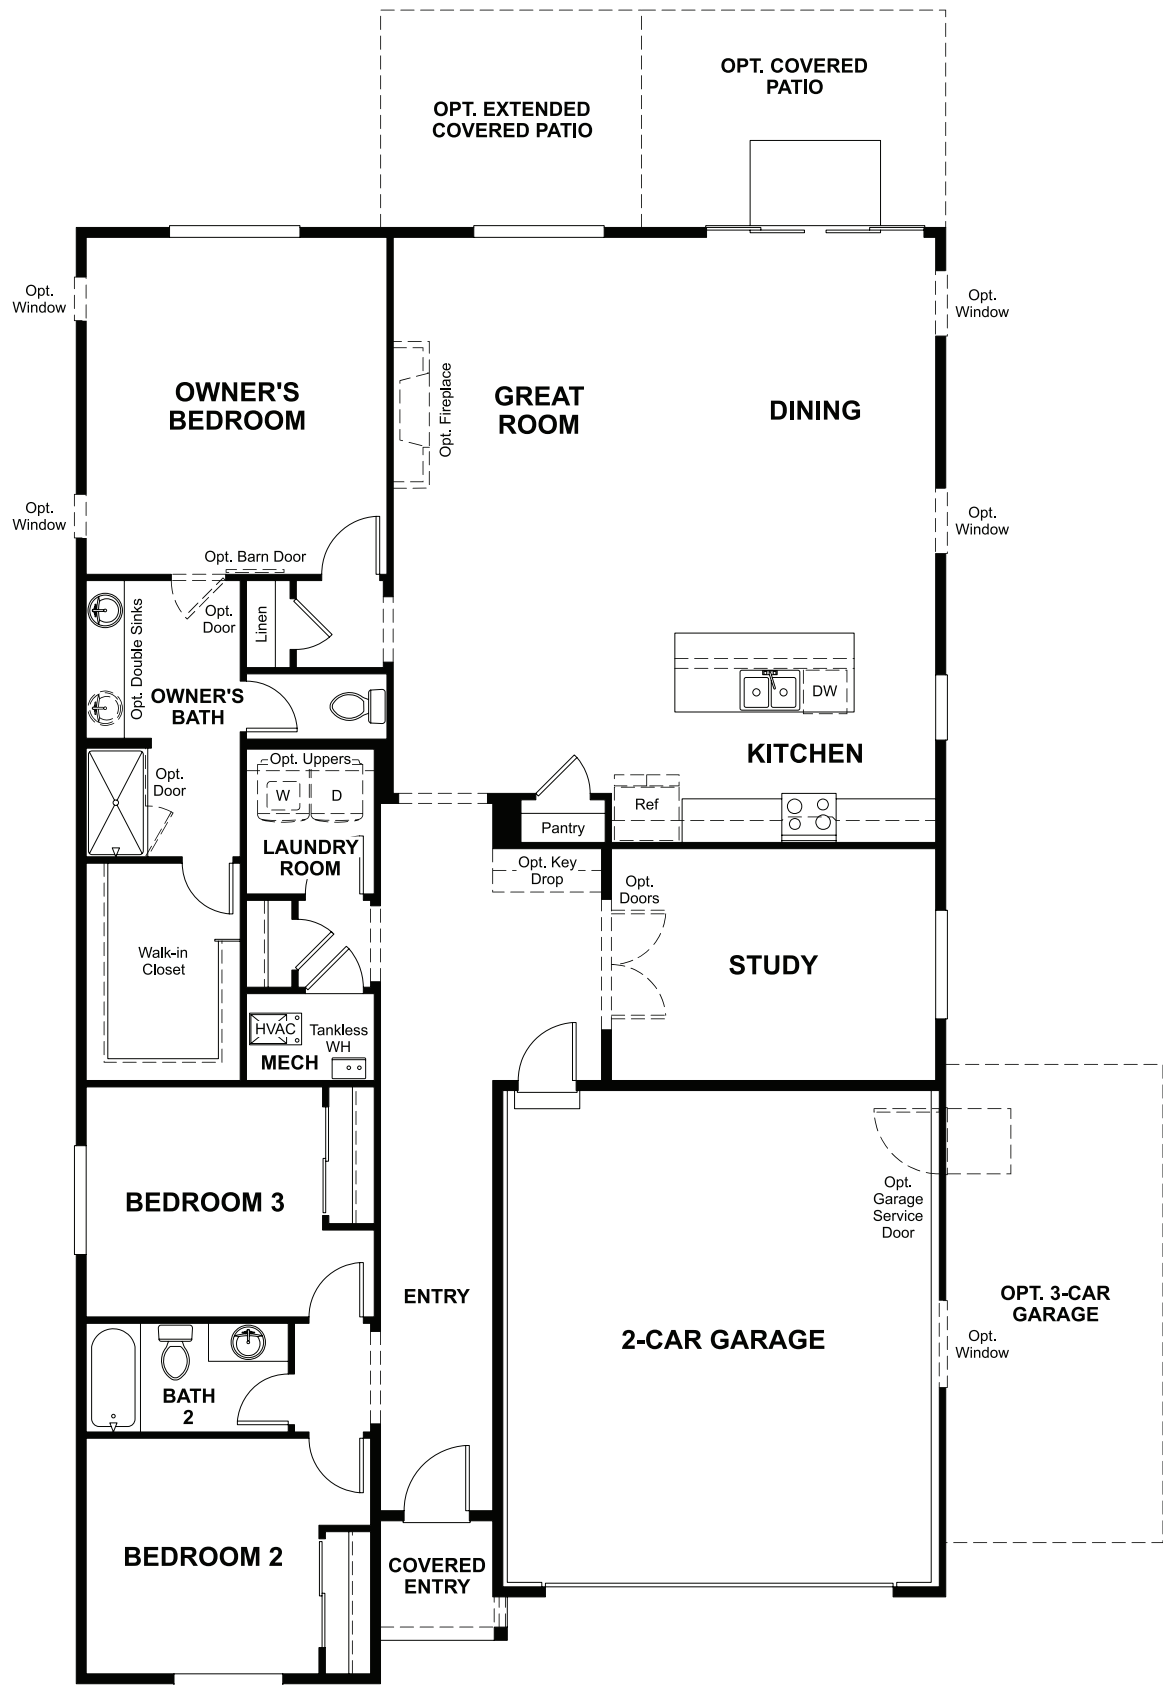 OPT. COVERED
PATIO
OPT. EXTENDED
COVERED PATIO
Opt.
Window
Opt.
Window
OWNER'S
BEDROOM
Opt. Fireplace
GREAT
ROOM
DINING
Opt.
Window
Opt.
Window
Opt. Barn Door
Opt.
Door
Linen
Opt. Double Sinks
OWNER'S
BATH
DW
KITCHEN
Opt.
Door
Opt. Uppers
W
D
LAUNDRY
ROOM
Pantry
Ref
Opt. Key
Drop
Opt.
Doors
Walk-in
Closet
STUDY
HVAC
Tankless
WH
MECH
BEDROOM 3
Opt.
Garage
Service
Door
ENTRY
2-CAR GARAGE
OPT. 3-CAR
GARAGE
Opt.
Window
BATH
2
BEDROOM 2
COVERED
ENTRY